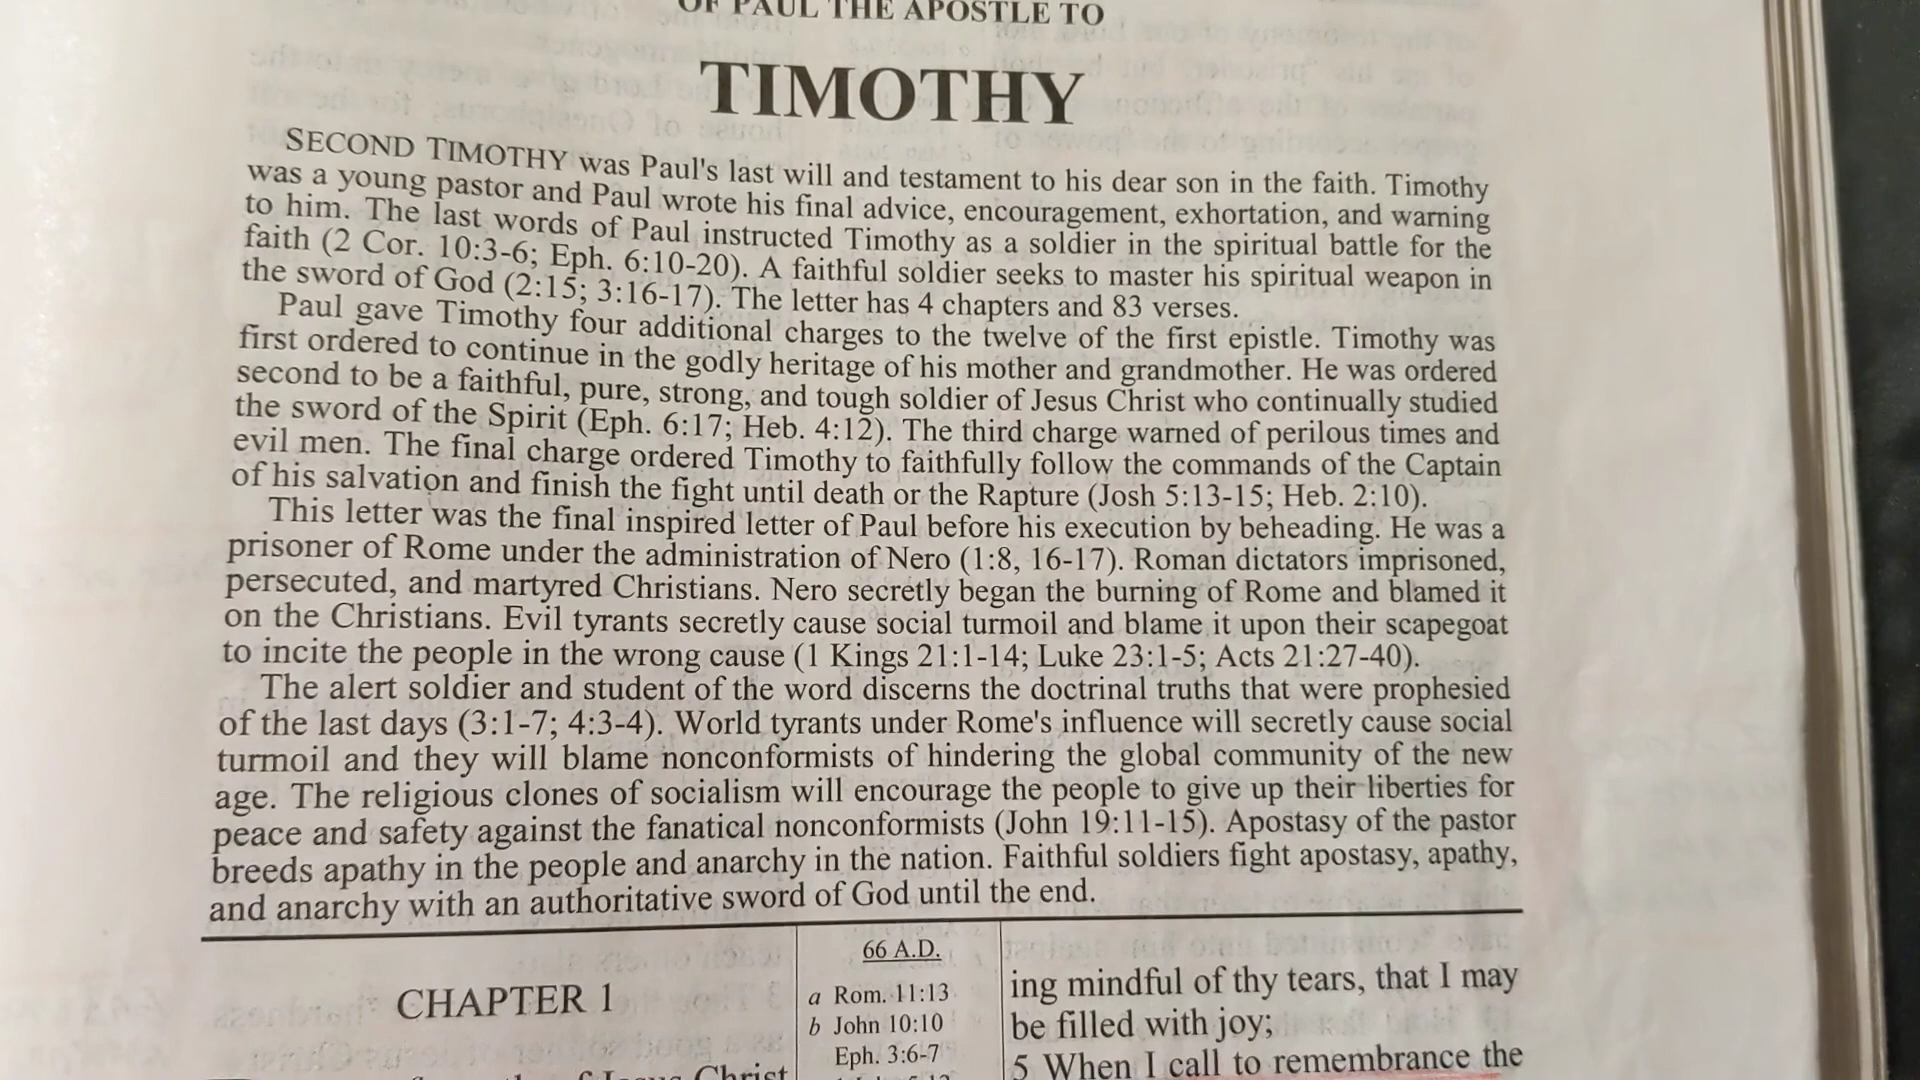 OF PAUL THE APOSTLE TO
TIMOTHY
SECOND TIMOTHY was Paul's last will and testament to his dear son in the faith. Timothy
was a young pastor and Paul wrote his final advice, encouragement, exhortation, and warning
to him. The last words of Paul instructed Timothy as a soldier in the spiritual battle for the
faith (2 Cor. 10:3-6; Eph. 6:10-20). A faithful soldier seeks to master his spiritual weapon in
the sword of God (2:15; 3:16-17). The letter has 4 chapters and 83 verses.
Paul gave Timothy four additional charges to the twelve of the first epistle. Timothy was
first ordered to continue in the godly heritage of his mother and grandmother. He was ordered
second to be a faithful, pure, strong, and tough soldier of Jesus Christ who continually studied
the sword of the Spirit (Eph. 6:17; Heb. 4:12). The third charge warned of perilous times and
evil men. The final charge ordered Timothy to faithfully follow the commands of the Captain
of his salvation and finish the fight until death or the Rapture (Josh 5:13-15; Heb. 2:10).
This letter was the final inspired letter of Paul before his execution by beheading. He was a
prisoner of Rome under the administration of Nero (1:8, 16-17). Roman dictators imprisoned,
persecuted, and martyred Christians. Nero secretly began the burning of Rome and blamed it
on the Christians. Evil tyrants secretly cause social turmoil and blame it upon their scapegoat
to incite the people in the wrong cause (1 Kings 21:1-14; Luke 23:1-5; Acts 21:27-40).
The alert soldier and student of the word discerns the doctrinal truths that were prophesied
of the last days (3:1-7; 4:3-4). World tyrants under Rome's influence will secretly cause social
turmoil and they will blame nonconformists of hindering the global community of the new
age. The religious clones of socialism will encourage the people to give up their liberties for
peace and safety against the fanatical nonconformists (John 19:11-15). Apostasy of the pastor
breeds apathy in the people and anarchy in the nation. Faithful soldiers fight apostasy, apathy,
and anarchy with an authoritative sword of God until the end.
CHAPTER 1
Jesus Christ
66 A.D.
a Rom. 11:13
b John 10:10
Eph. 3:6-7
ing mindful of thy tears, that I may
be filled with joy;
5 When I call to remembrance the